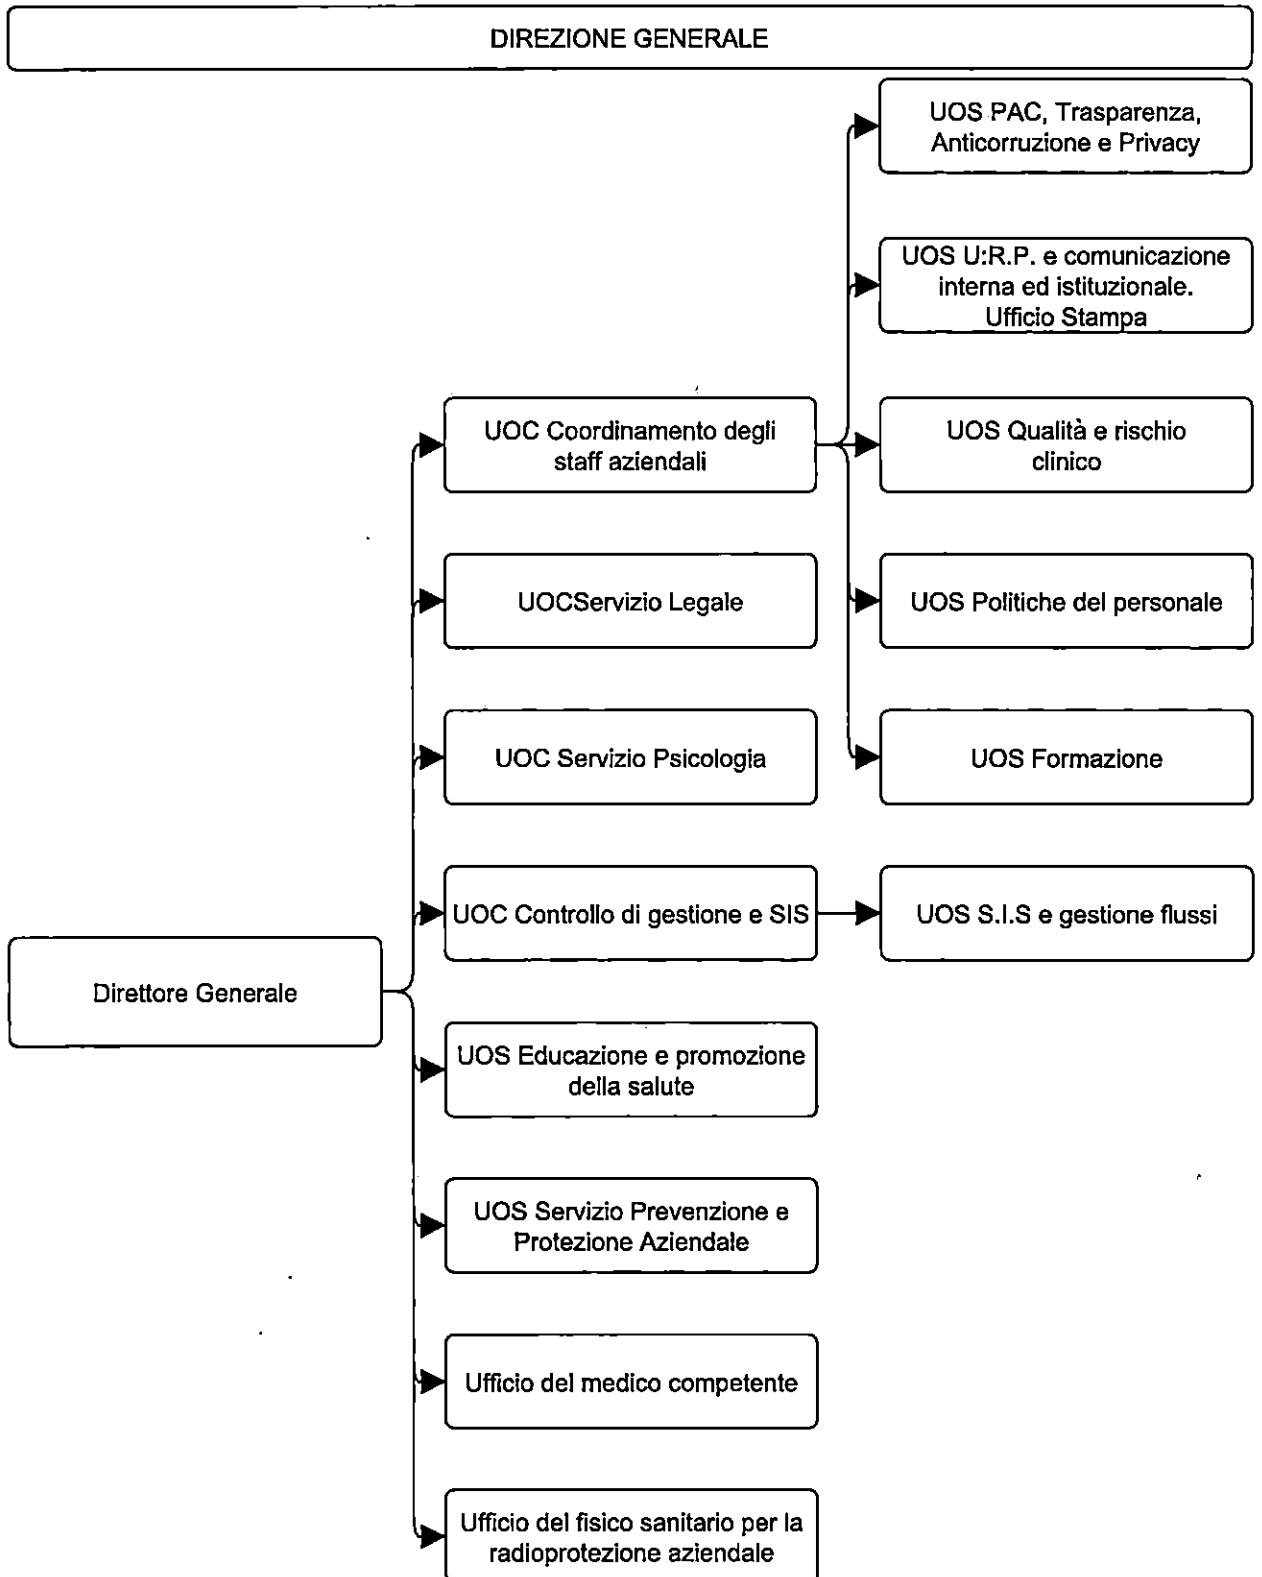 DIREZIONE GENERALE
UOS PAC, Trasparenza,
Anticorruzione e Privacy
UOS U:R.P. e comunicazione
interna ed istituzionale.
Ufficio Stampa
UOC Coordinamento degli
staff aziendali
UOS Qualità e rischio
clinico
UOCServizio Legale
UOS Politiche del personale
UOC Servizio Psicologia
UOS Formazione
UOC Controllo di gestione e SIS
UOS S.I.S e gestione flussi
Direttore Generale
UOS Educazione e promozione
della salute
UOS Servizio Prevenzione e
Protezione Aziendale
Ufficio del medico competente
Ufficio del fisico sanitario per la
radioprotezione aziendale